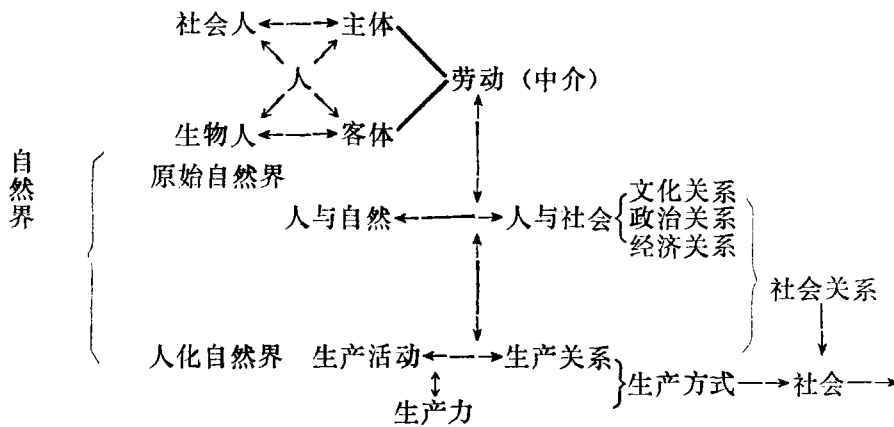 社会人 主体
人 劳动（中介）
生物人 客体
自然界
原始自然界
文化关系
人与自然 人与社会 政治关系
经济关系
社会关系
人化自然界 生产活动 生产关系
生产方式 社会
生产力